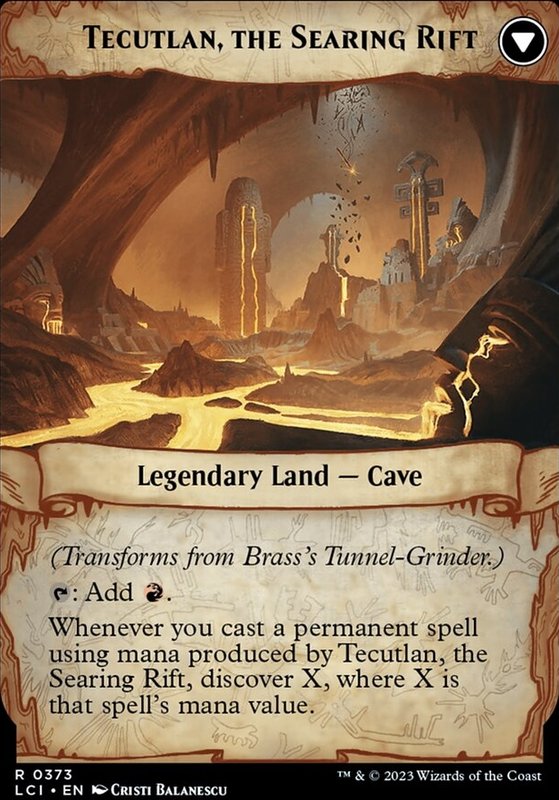 Tecutlan, the Searing Rift
Legendary Land — Cave
(Transforms from Brass's Tunnel-Grinder.)
: Add .
Whenever you cast a permanent spell
using mana produced by Tecutlan, the
Searing Rift, discover X, where X is
that spell's mana value.
R 0373
LCI • EN Cristi Balanescu
™ & © 2023 Wizards of the Coast